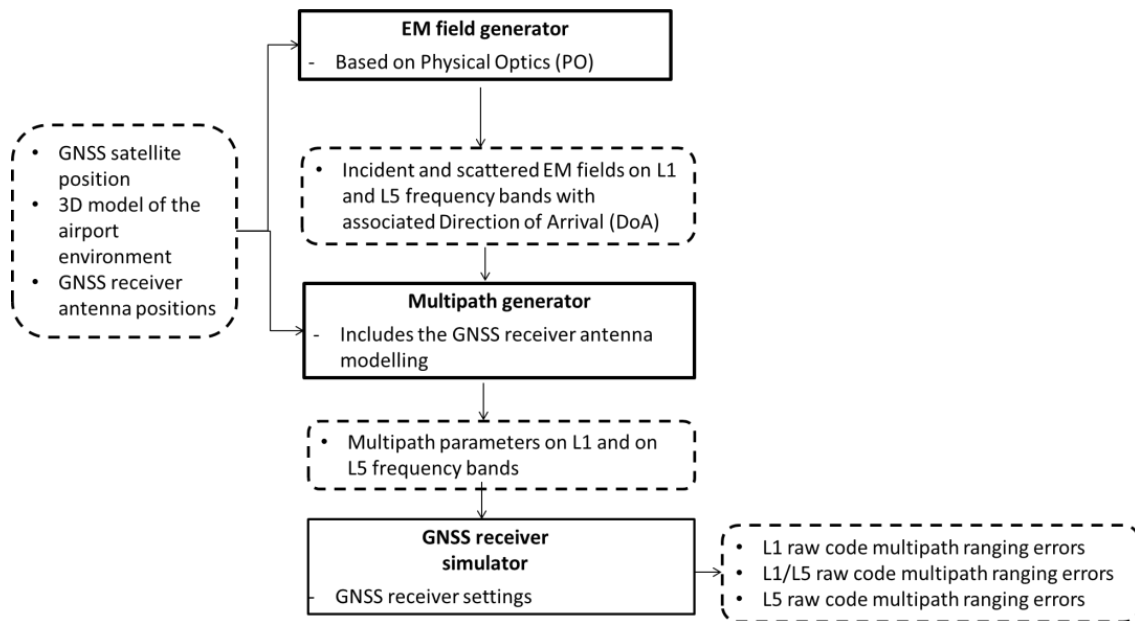 EM field generator
- Based on Physical Optics (PO)
• GNSS satellite
position
• 3D model of the
airport
environment
• GNSS receiver
antenna positions
• Incident and scattered EM fields on L1
and L5 frequency bands with
associated Direction of Arrival (DoA)
Multipath generator
- Includes the GNSS receiver antenna
modelling
• Multipath parameters on L1 and on
L5 frequency bands
GNSS receiver
simulator
- GNSS receiver settings
• L1 raw code multipath ranging errors
• L1/L5 raw code multipath ranging errors
• L5 raw code multipath ranging errors